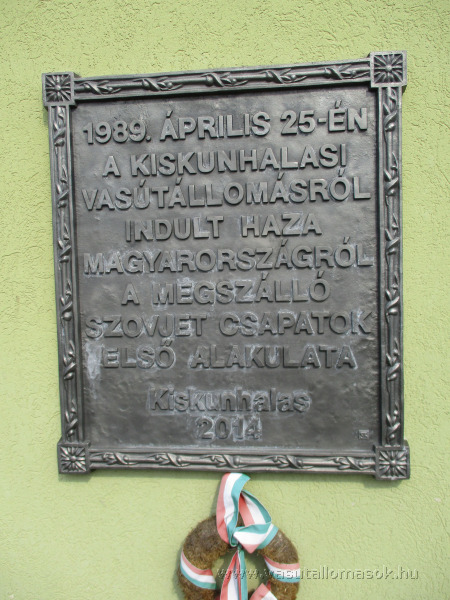 1989. ÁPRILIS 25-ÉN
A KISKUNHALASI
VASÚTÁLLOMÁSRÓL
INDULT HAZA
MAGYARORSZÁGRÓL
A MEGSZÁLLÓ
SZOVJET CSAPATOK
ELSŐ ALAKULATA
Kiskunhalas
2014
www.vasutallomasok.hu